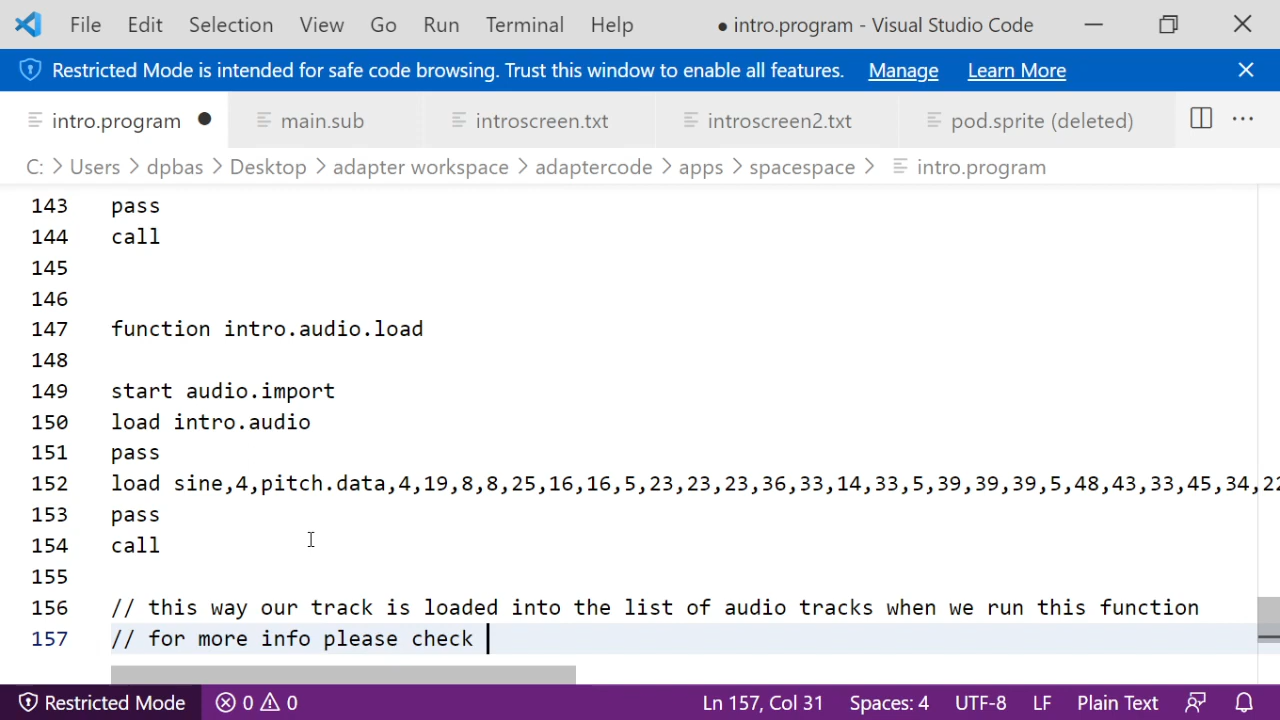 File Edit Selection View Go Run Terminal Help ● intro.program - Visual Studio Code
Restricted Mode is intended for safe code browsing. Trust this window to enable all features. Manage Learn More
intro.program main.sub introscreen.txt introscreen2.txt pod.sprite (deleted)
C: > Users > dpbas > Desktop > adapter workspace > adaptercode > apps > spacespace > intro.program
143 pass
144 call
145
146
147 function intro.audio.load
148
149 start audio.import
150 load intro.audio
151 pass
152 load sine,4,pitch.data,4,19,8,8,25,16,16,5,23,23,23,36,33,14,33,5,39,39,39,5,48,43,33,45,34,22
153 pass
154 call
155
156 // this way our track is loaded into the list of audio tracks when we run this function
157 // for more info please check
Restricted Mode 0 0 Ln 157, Col 31 Spaces: 4 UTF-8 LF Plain Text